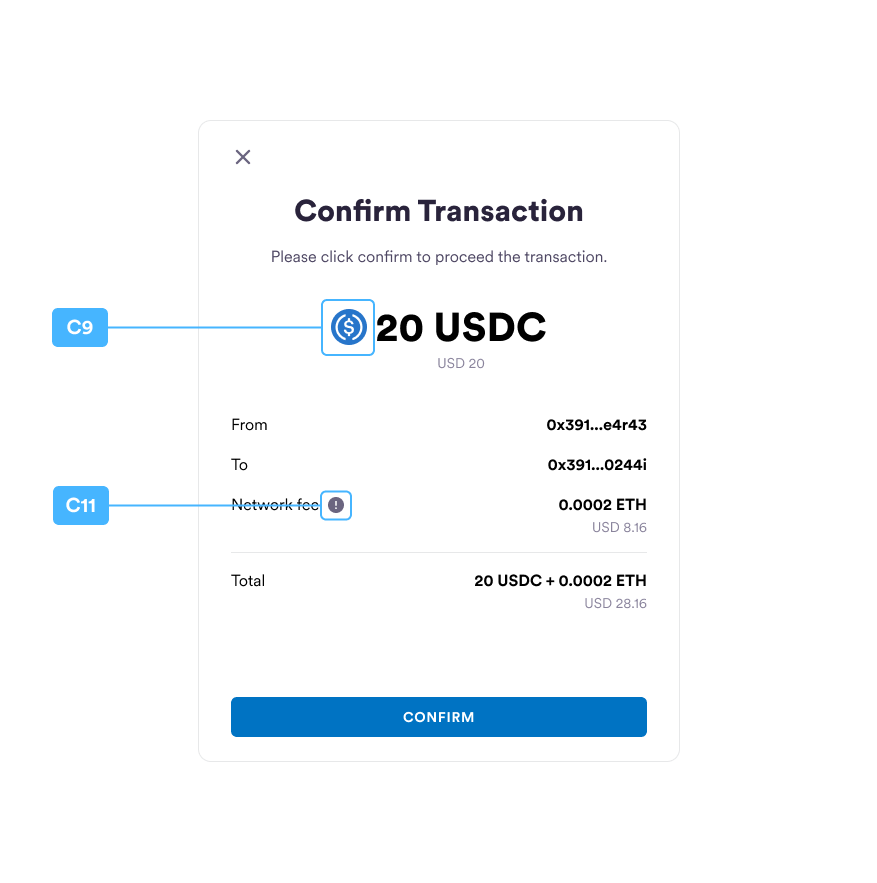 Confirm Transaction
Please click confirm to proceed the transaction.
C9
20 USDC
USD 20
From 0x391...e4r43
To 0x391...0244i
C11
Network fee 0.0002 ETH
USD 8.16
Total 20 USDC + 0.0002 ETH
USD 28.16
CONFIRM